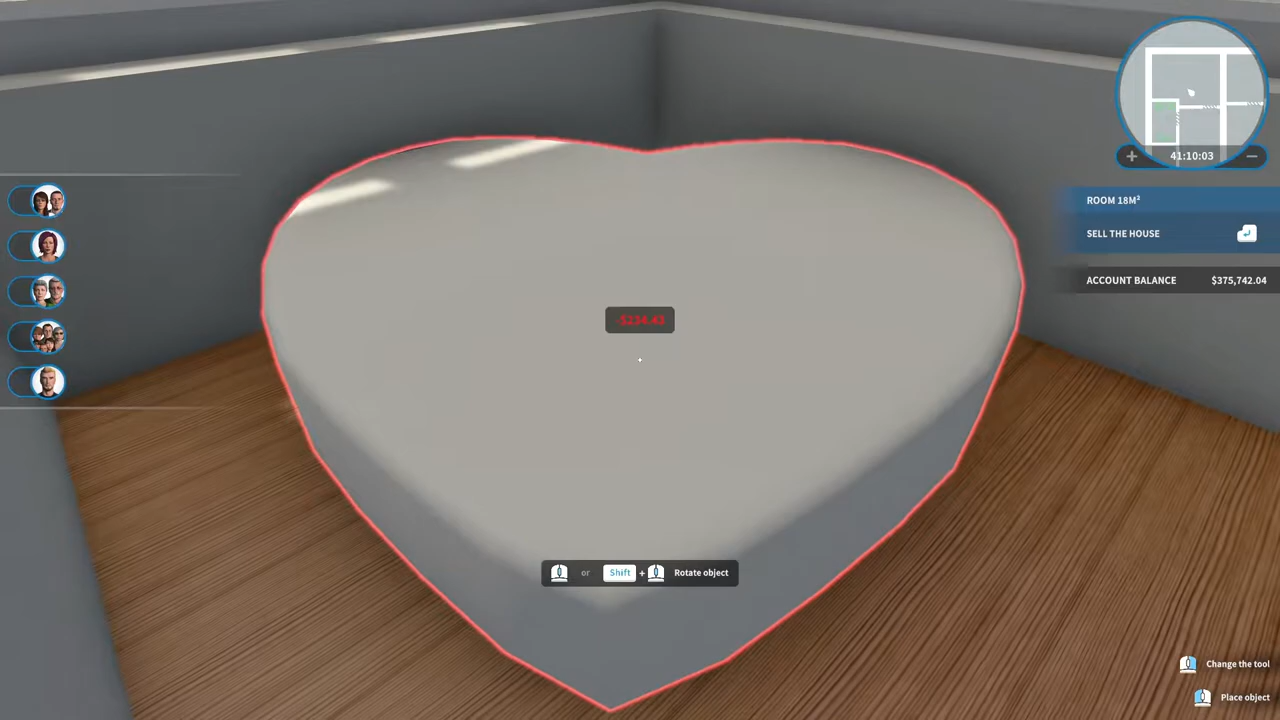 41:10:03
ROOM 18M²
SELL THE HOUSE
ACCOUNT BALANCE $375,742.04
-$234.43
or Shift + Rotate object
Change the tool
Place object